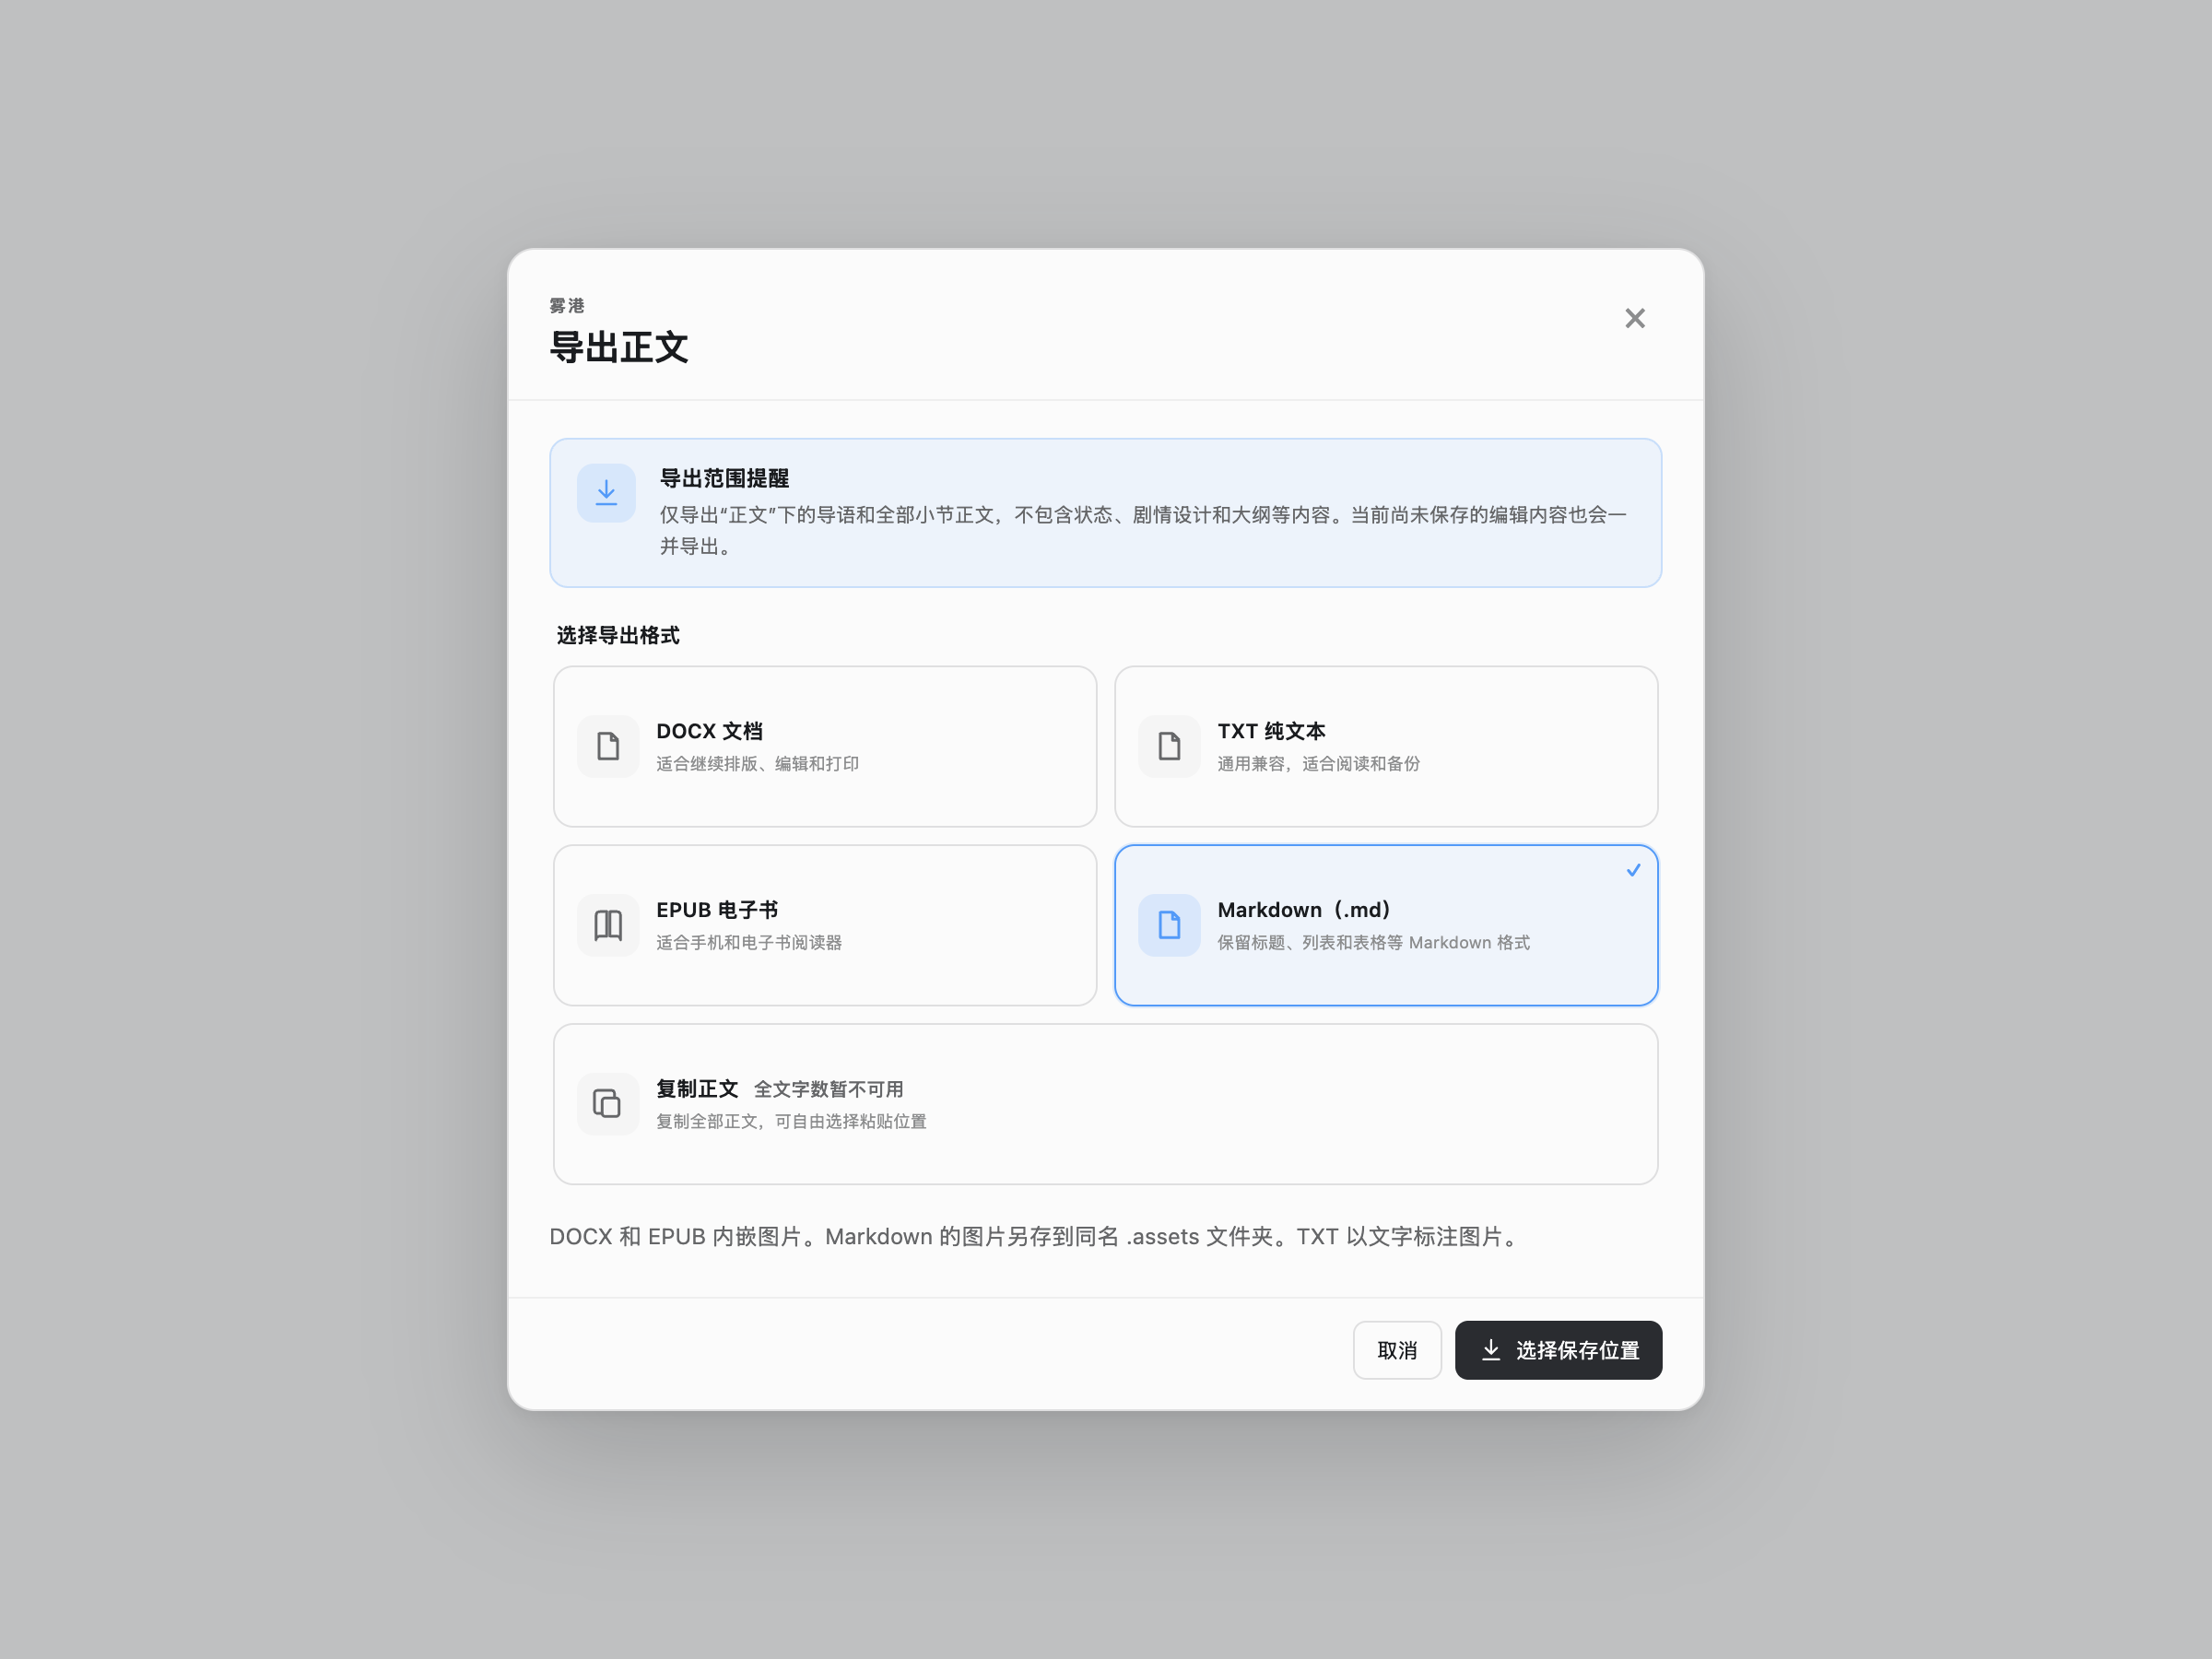 雾港
导出正文
导出范围提醒
仅导出“正文”下的导语和全部小节正文，不包含状态、剧情设计和大纲等内容。当前尚未保存的编辑内容也会一
并导出。
选择导出格式
DOCX 文档
适合继续排版、编辑和打印
TXT 纯文本
通用兼容，适合阅读和备份
EPUB 电子书
适合手机和电子书阅读器
Markdown（.md）
保留标题、列表和表格等 Markdown 格式
复制正文 全文字数暂不可用
复制全部正文，可自由选择粘贴位置
DOCX 和 EPUB 内嵌图片。Markdown 的图片另存到同名 .assets 文件夹。TXT 以文字标注图片。
取消
选择保存位置